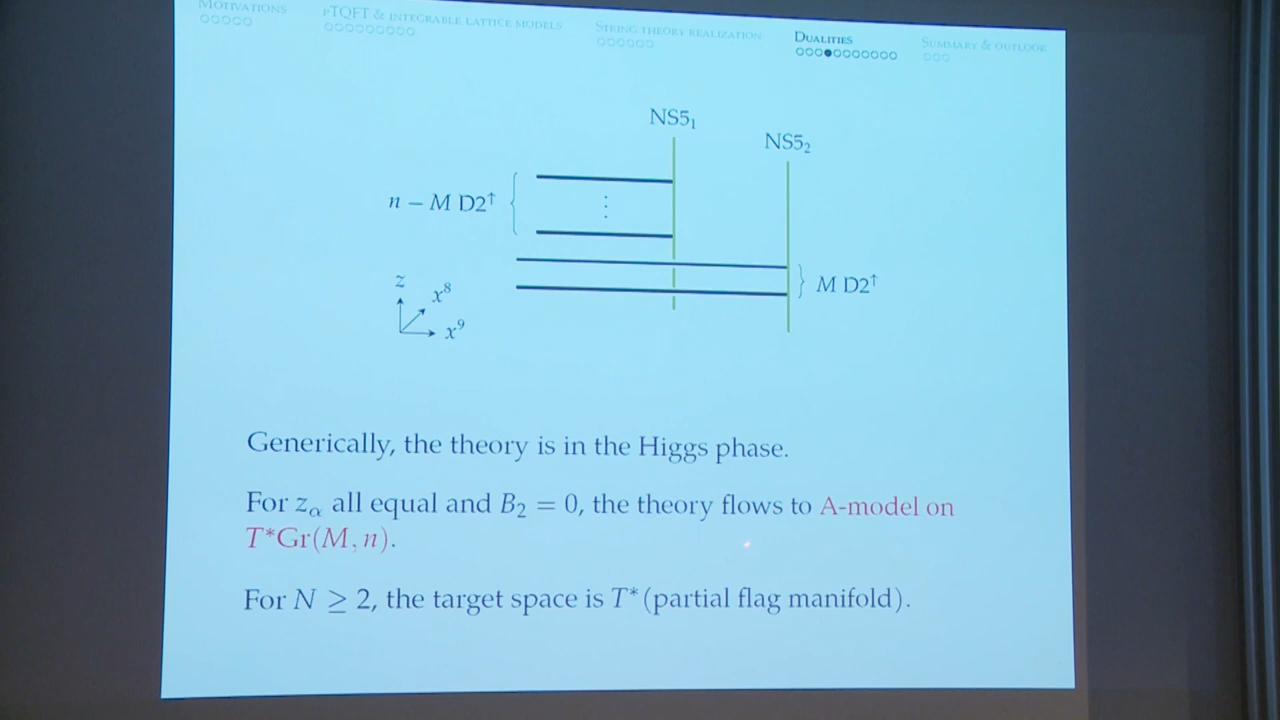 MOTIVATIONS
PTQFT & INTEGRABLE LATTICE MODELS
STRING THEORY REALIZATION
DUALITIES
SUMMARY & OUTLOOK
NS5₁
NS5₂
n − M D2↑
⋮
M D2↑
z
x⁸
x⁹
Generically, the theory is in the Higgs phase.
For zα all equal and B₂ = 0, the theory flows to A-model on
T*Gr(M, n).
For N ≥ 2, the target space is T*(partial flag manifold).